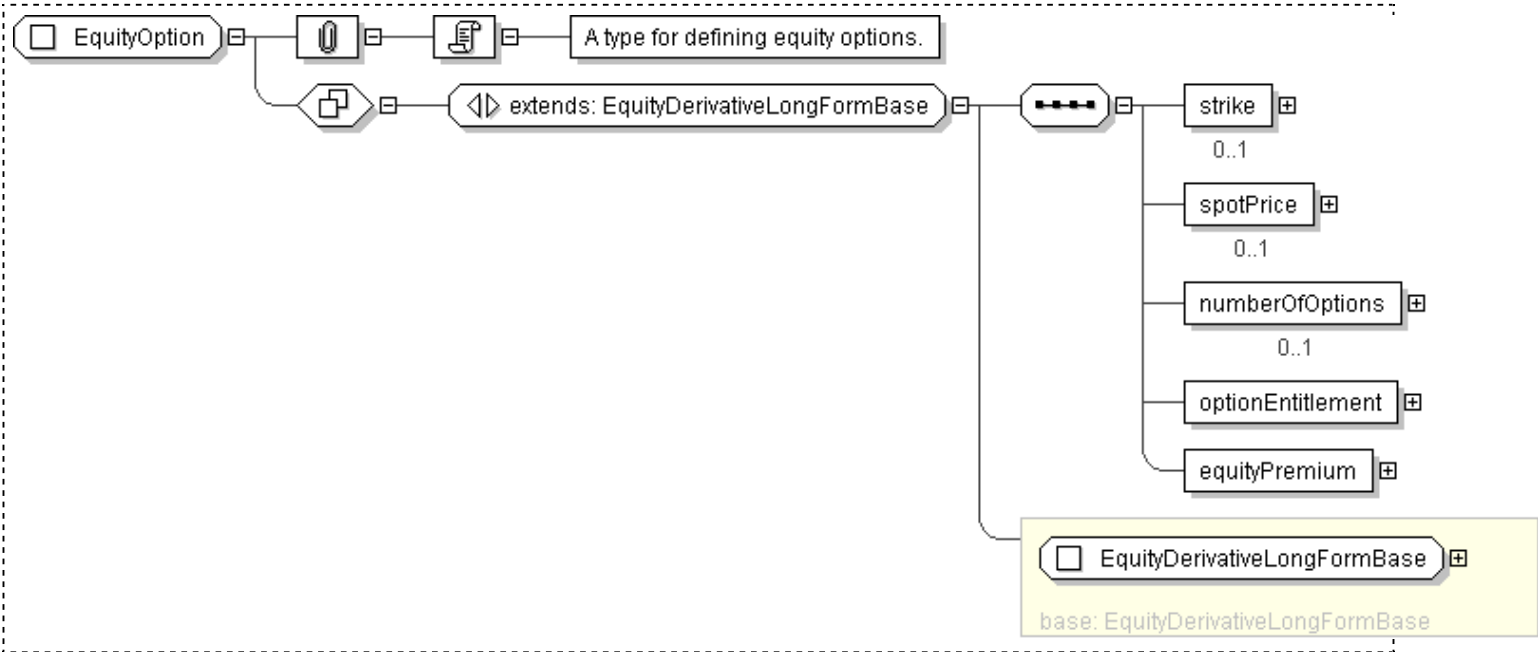 EquityOption
A type for defining equity options.
extends: EquityDerivativeLongFormBase
strike
0..1
spotPrice
0..1
numberOfOptions
0..1
optionEntitlement
equityPremium
EquityDerivativeLongFormBase
base: EquityDerivativeLongFormBase